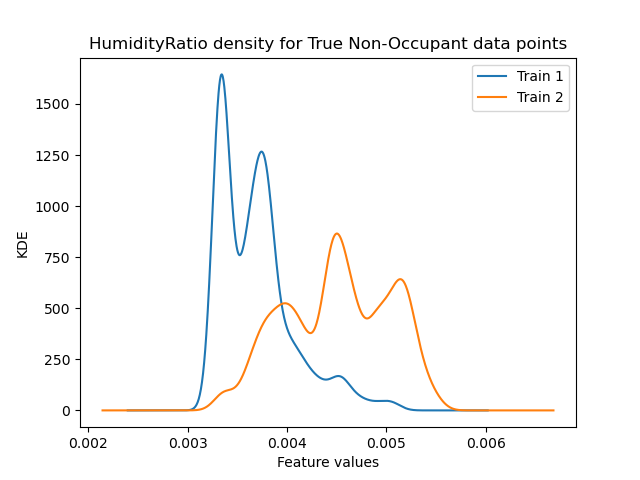 HumidityRatio density for True Non-Occupant data points
Train 1
Train 2
KDE
1500
1250
1000
750
500
250
0
0.002 0.003 0.004 0.005 0.006
Feature values